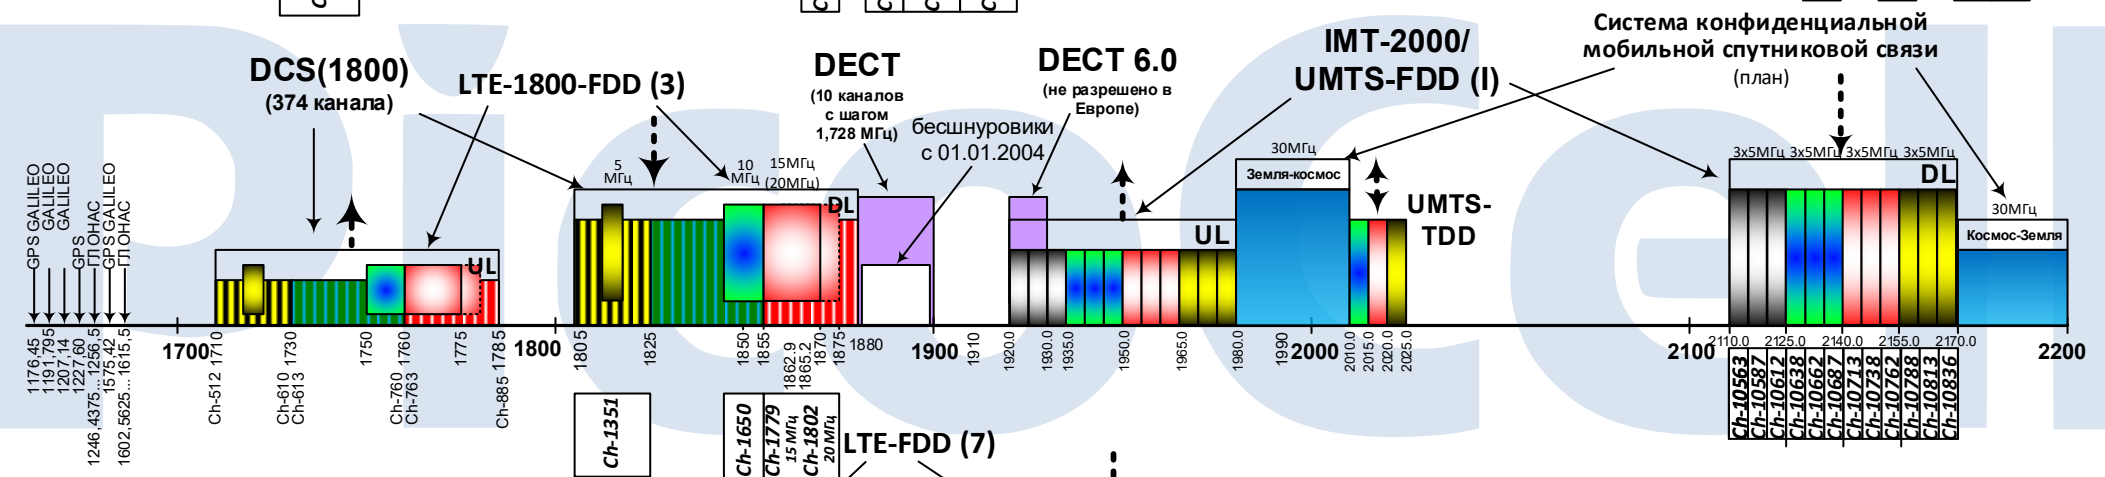 Picocell
DCS(1800)
(374 канала)
LTE-1800-FDD (3)
DECT
(10 каналов
с шагом
1,728 МГц)
бесшнуровики
с 01.01.2004
DECT 6.0
(не разрешено в
Европе)
IMT-2000/
UMTS-FDD (I)
Система конфиденциальной
мобильной спутниковой связи
(план)
GPS GALILEO
GALILEO
GALILEO
GPS
ГЛОНАС
GPS GALILEO
ГЛОНАС
UL
5
МГц
10
МГц
15МГц
(20МГц)
DL
UL
30МГц
Земля-космос
UMTS-
TDD
3x5МГц
3x5МГц
3x5МГц
3x5МГц
DL
30МГц
Космос-Земля
1176,45
1191,795
1207,14
1227,60
1246,4375...1256,5
1575,42
1602,5625...1615,5
1700
1710
1730
1750
1760
1775
1785
1800
1805
1825
1850
1855
1862.9
1865.2
1870
1875
1880
1900
1910
1920.0
1930.0
1935.0
1950.0
1965.0
1980.0
1990
2000
2010.0
2015.0
2020.0
2025.0
2100
2110.0
2125.0
2140.0
2155.0
2170.0
2200
Ch-512
Ch-610
Ch-613
Ch-760
Ch-763
Ch-885
Ch-1351
Ch-1650
Ch-1779
15 МГц
Ch-1802
20 МГц
Ch-10563
Ch-10587
Ch-10612
Ch-10638
Ch-10662
Ch-10687
Ch-10713
Ch-10738
Ch-10762
Ch-10788
Ch-10813
Ch-10836
LTE-FDD (7)